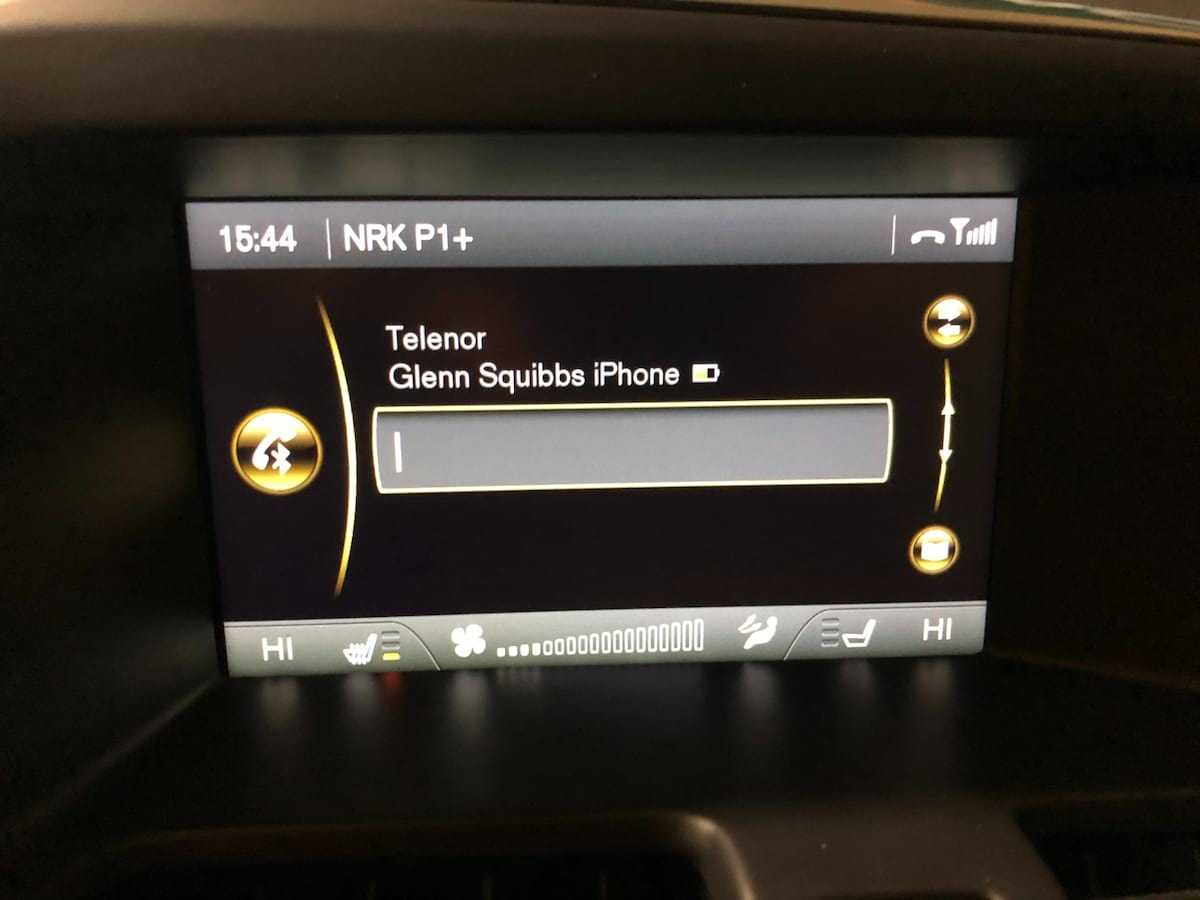 15:44 NRK P1+
Telenor
Glenn Squibbs iPhone
HI HI